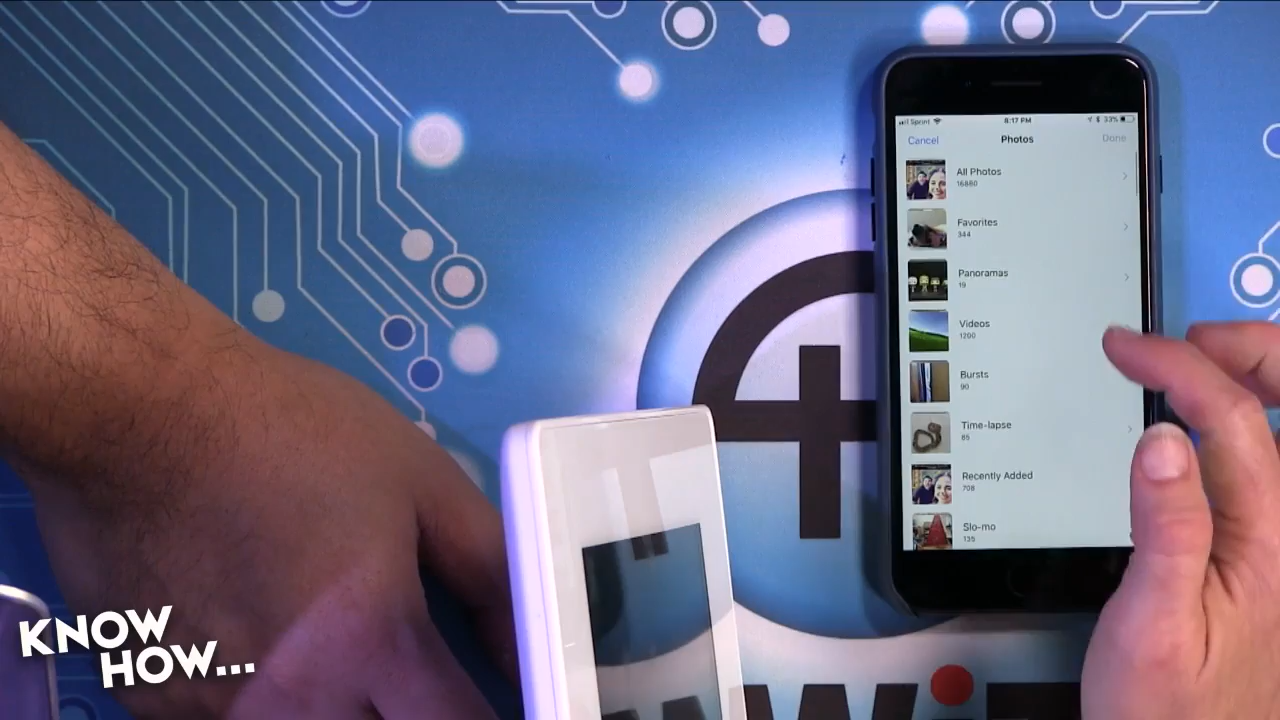 Sprint 8:17 PM 33%
Cancel Photos Done
All Photos
16880
Favorites
344
Panoramas
19
Videos
1200
Bursts
90
Time-lapse
65
Recently Added
708
Slo-mo
135
KNOW
HOW...